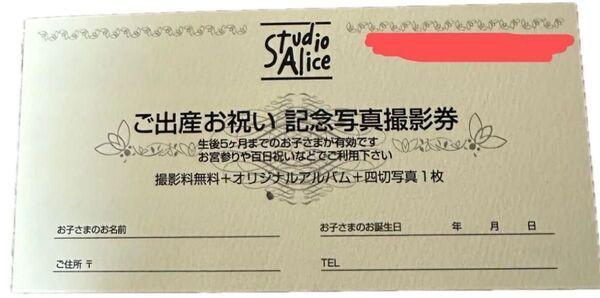 Studio
Alice
ご出産お祝い 記念写真撮影券
生後5ヶ月までのお子さまが有効です
お宮参りや百日祝いなどでご利用下さい
撮影料無料+オリジナルアルバム+四切写真1枚
お子さまのお名前
お子さまのお誕生日 年 月 日
ご住所 〒
TEL